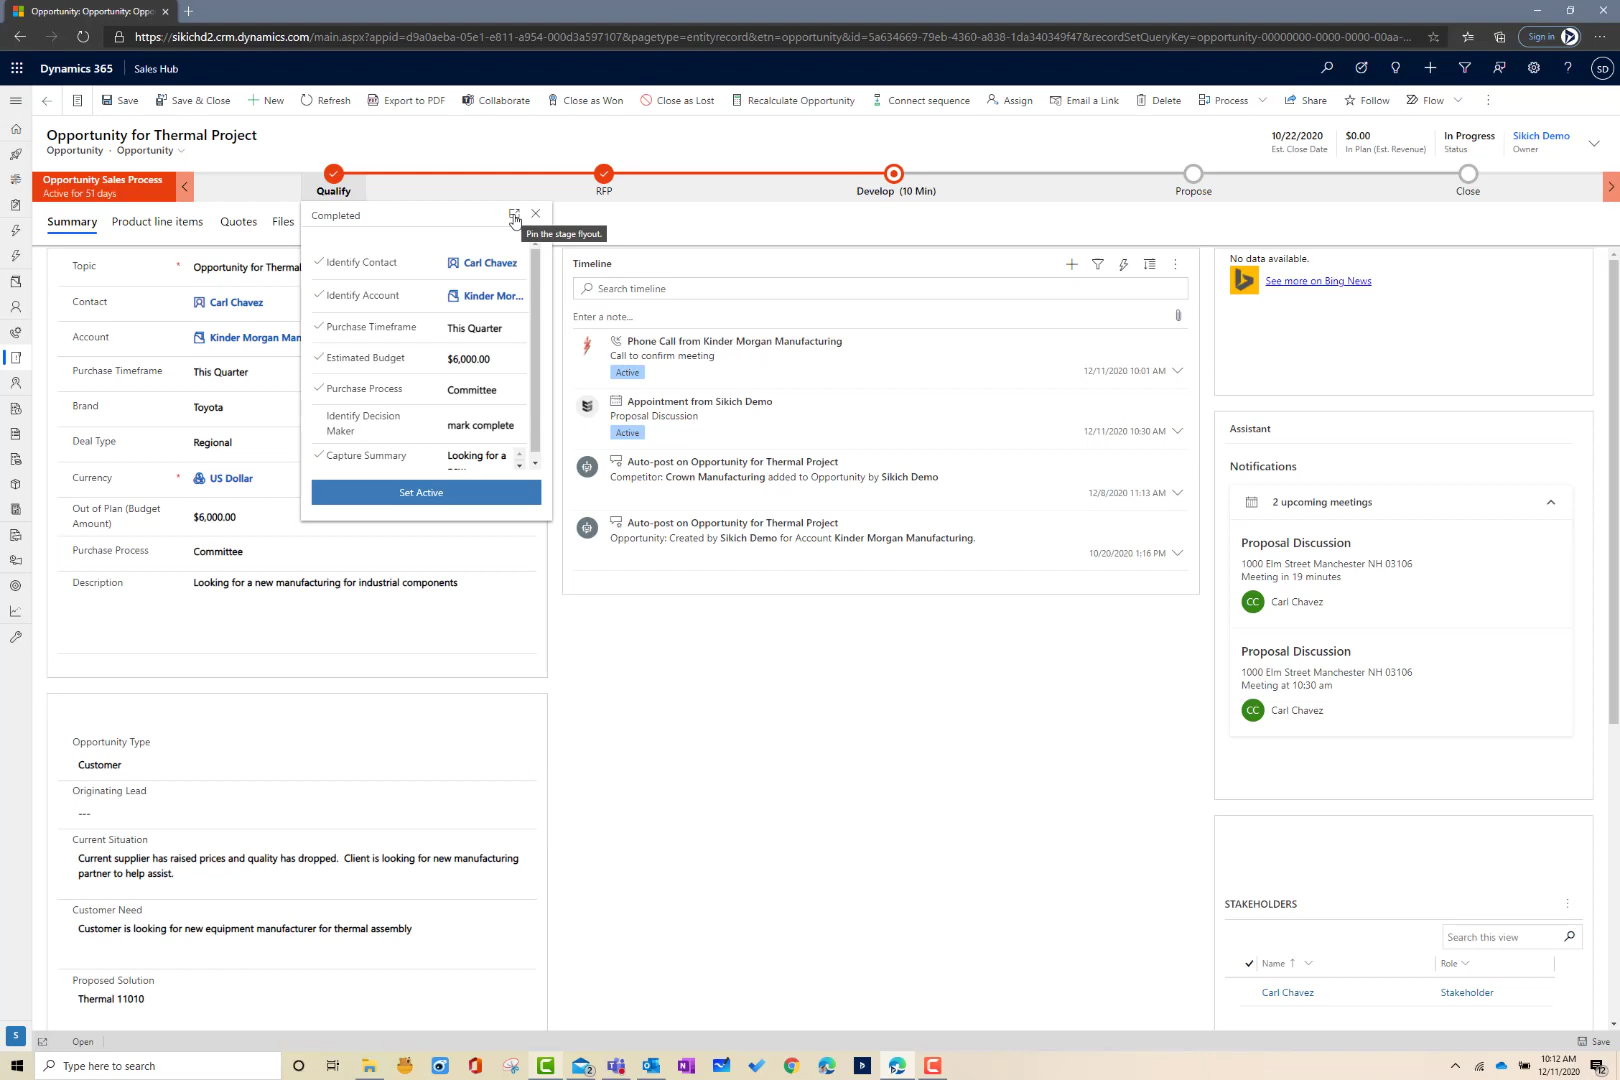 Opportunity: Opportunity: Oppo
https://sikichd2.crm.dynamics.com/main.aspx?appid=d9a0aeba-05e1-e811-a954-000d3a597107&pagetype=entityrecord&etn=opportunity&id=5a634669-79eb-4360-a838-1da340349f47&recordSetQueryKey=opportunity-00000000-0000-0000-00aa-...
Sign in
Dynamics 365
Sales Hub
SD
Save
Save & Close
New
Refresh
Export to PDF
Collaborate
Close as Won
Close as Lost
Recalculate Opportunity
Connect sequence
Assign
Email a Link
Delete
Process
Share
Follow
Flow
Opportunity for Thermal Project
Opportunity · Opportunity
10/22/2020
Est. Close Date
$0.00
In Plan (Est. Revenue)
In Progress
Status
Sikich Demo
Owner
Opportunity Sales Process
Active for 51 days
Qualify
RFP
Develop (10 Min)
Propose
Close
Summary
Product line items
Quotes
Files
Completed
Pin the stage flyout.
Identify Contact
Carl Chavez
Identify Account
Kinder Mor...
Purchase Timeframe
This Quarter
Estimated Budget
$6,000.00
Purchase Process
Committee
Identify Decision
Maker
mark complete
Capture Summary
Looking for a
Set Active
Topic
*
Opportunity for Thermal
Contact
Carl Chavez
Account
Kinder Morgan Man
Purchase Timeframe
This Quarter
Brand
Toyota
Deal Type
Regional
Currency
*
US Dollar
Out of Plan (Budget
Amount)
$6,000.00
Purchase Process
Committee
Description
Looking for a new manufacturing for industrial components
Opportunity Type
Customer
Originating Lead
---
Current Situation
Current supplier has raised prices and quality has dropped. Client is looking for new manufacturing
partner to help assist.
Customer Need
Customer is looking for new equipment manufacturer for thermal assembly
Proposed Solution
Thermal 11010
Timeline
Search timeline
Enter a note...
Phone Call from Kinder Morgan Manufacturing
Call to confirm meeting
Active
12/11/2020 10:01 AM
Appointment from Sikich Demo
Proposal Discussion
Active
12/11/2020 10:30 AM
Auto-post on Opportunity for Thermal Project
Competitor: Crown Manufacturing added to Opportunity by Sikich Demo
12/8/2020 11:13 AM
Auto-post on Opportunity for Thermal Project
Opportunity: Created by Sikich Demo for Account Kinder Morgan Manufacturing.
10/20/2020 1:16 PM
No data available.
See more on Bing News
Assistant
Notifications
2 upcoming meetings
Proposal Discussion
1000 Elm Street Manchester NH 03106
Meeting in 19 minutes
CC
Carl Chavez
Proposal Discussion
1000 Elm Street Manchester NH 03106
Meeting at 10:30 am
CC
Carl Chavez
STAKEHOLDERS
Search this view
Name
Role
Carl Chavez
Stakeholder
S
Open
Save
Type here to search
10:12 AM
12/11/2020